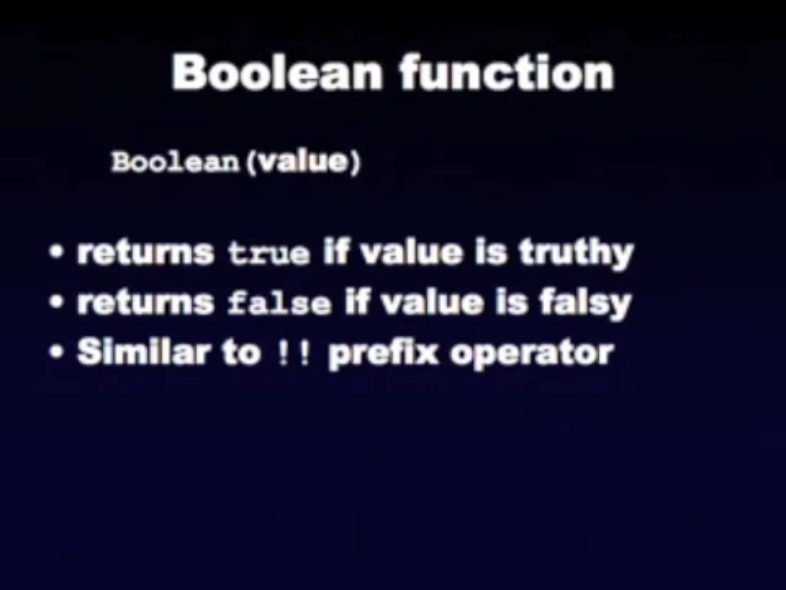 Boolean function
Boolean(value)
• returns true if value is truthy
• returns false if value is falsy
• Similar to !! prefix operator